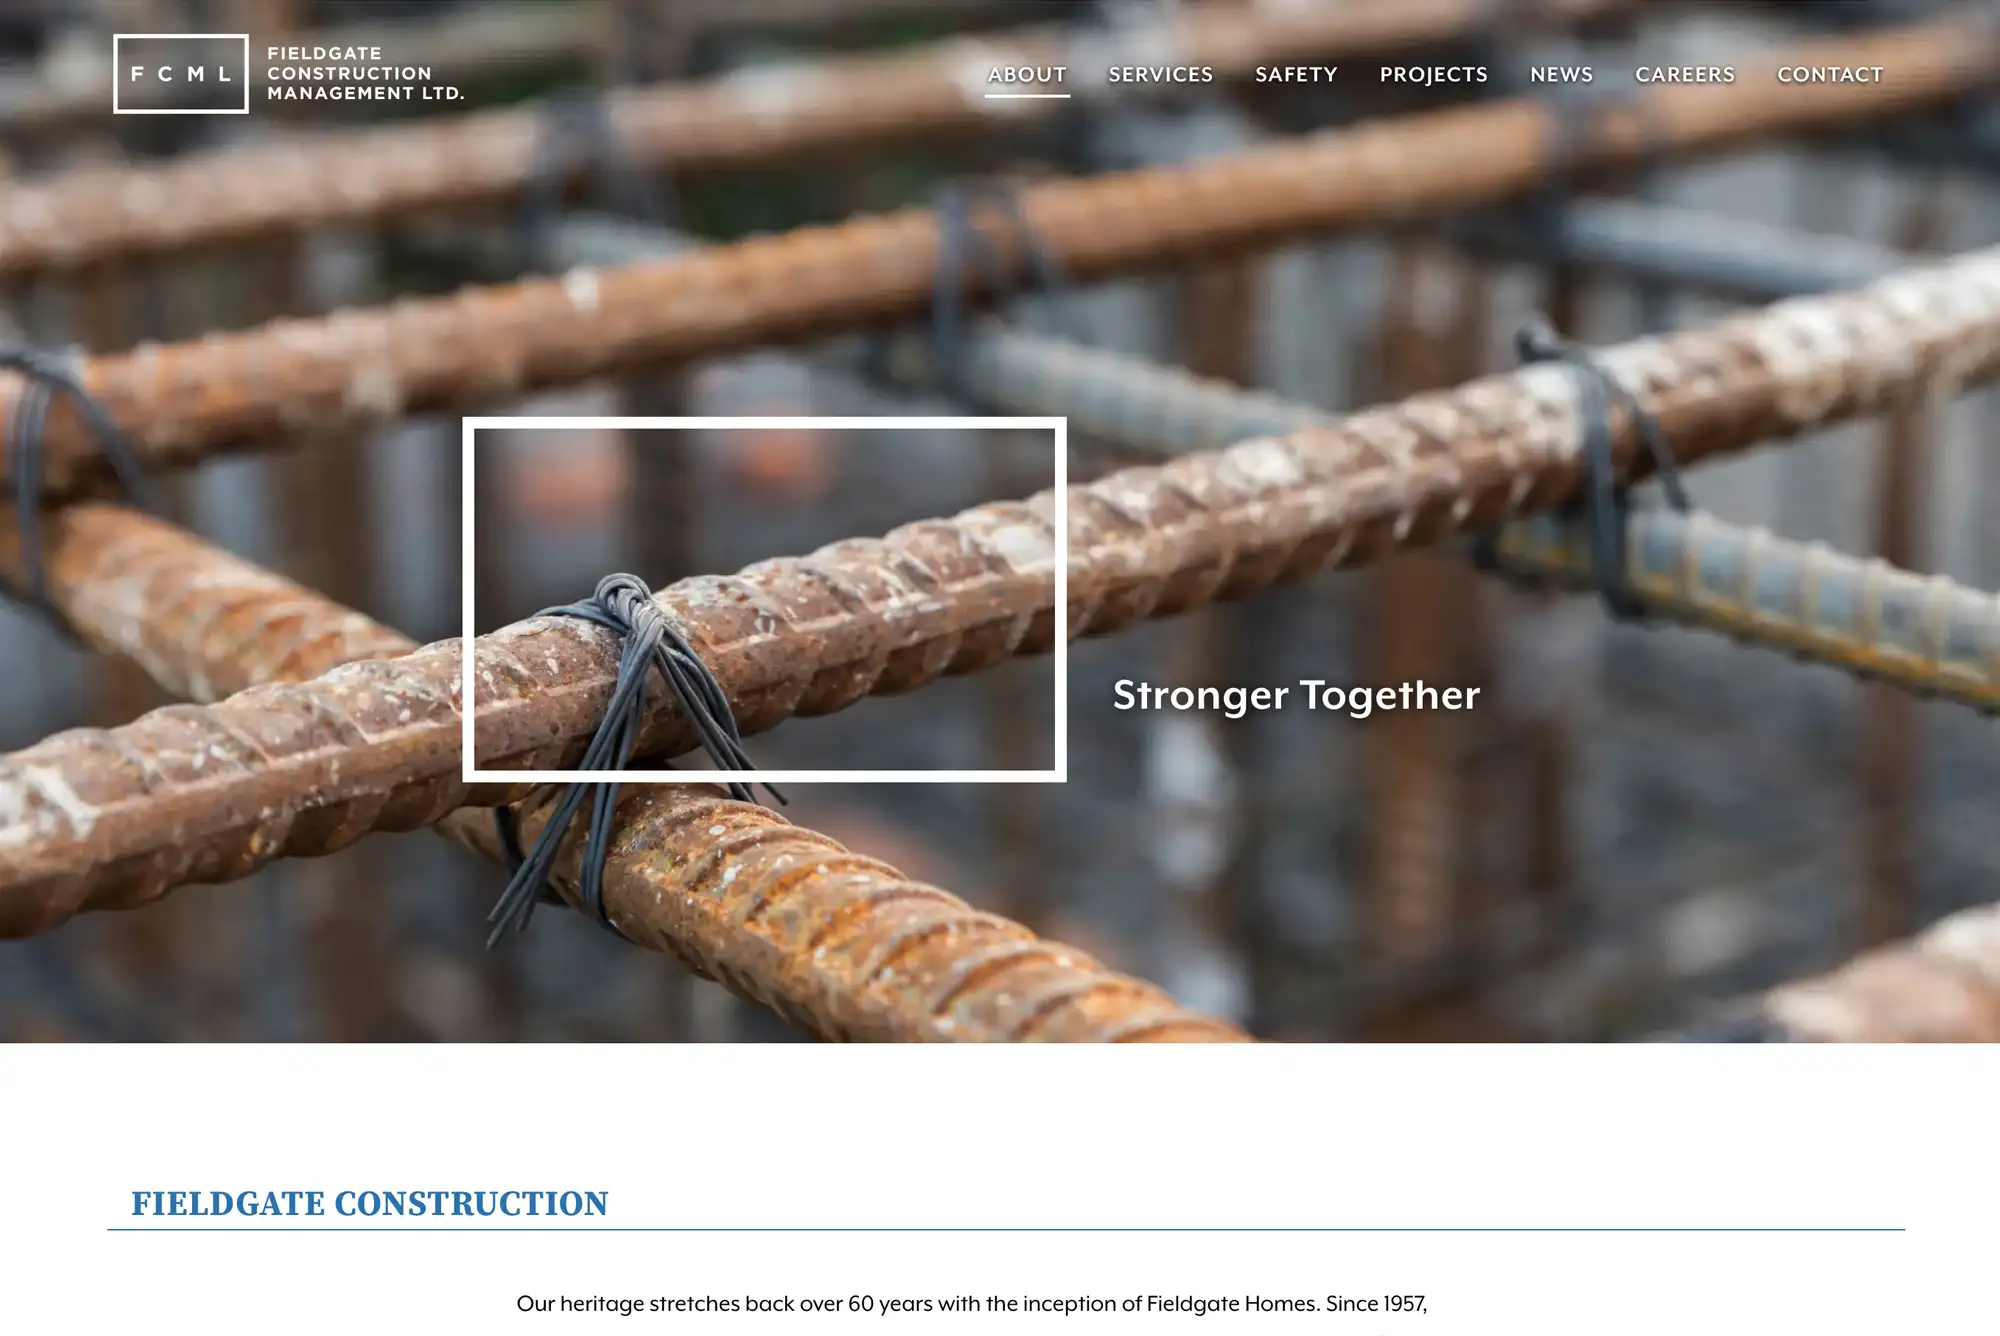 FCML
FIELDGATE
CONSTRUCTION
MANAGEMENT LTD.
ABOUT SERVICES SAFETY PROJECTS NEWS CAREERS CONTACT
Stronger Together
FIELDGATE CONSTRUCTION
Our heritage stretches back over 60 years with the inception of Fieldgate Homes. Since 1957,